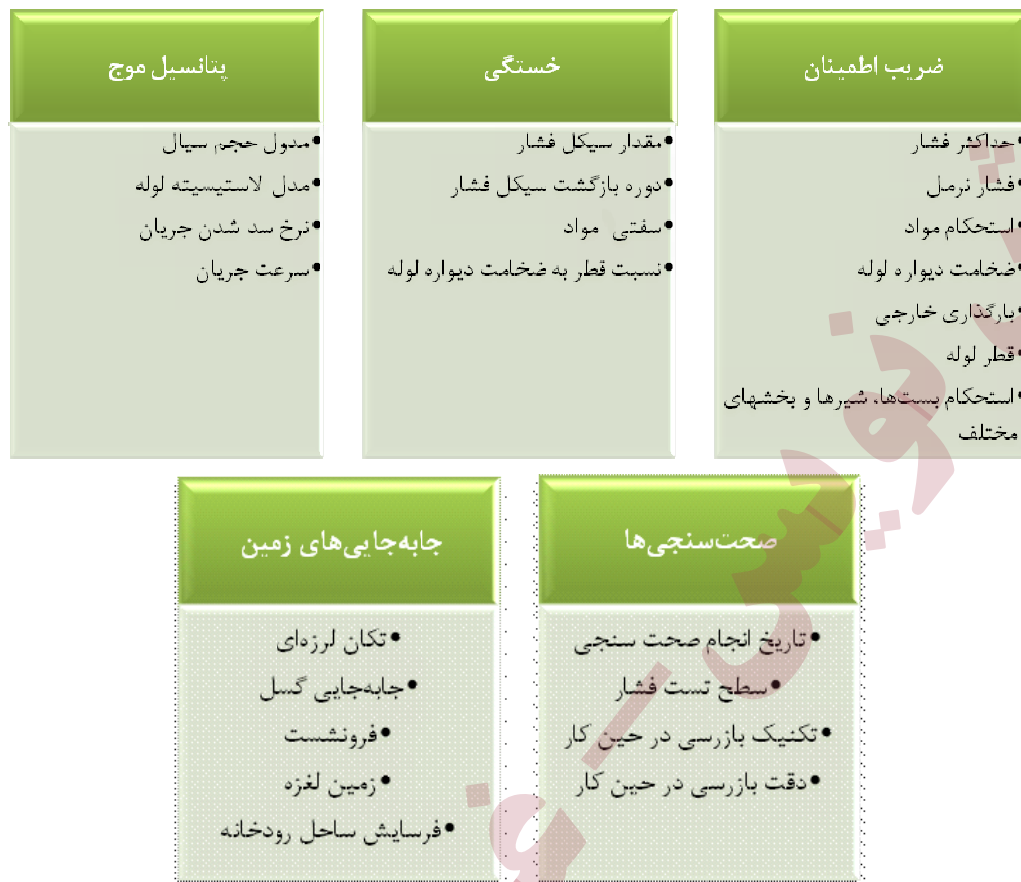 ضریب اطمینان
•حداکثر فشار
•فشار نرمل
•استحکام مواد
•ضخامت دیواره لوله
•بارگذاری خارجی
•قطر لوله
•استحکام بست‌ها، شیرها و بخشهای
مختلف
خستگی
•مقدار سیکل فشار
•دوره بازگشت سیکل فشار
•سفتی مواد
•نسبت قطر به ضخامت دیواره لوله
پتانسیل موج
•مدول حجم سیال
•مدل لاستیسیته لوله
•نرخ سد شدن جریان
•سرعت جریان
صحت‌سنجی‌ها
•تاریخ انجام صحت سنجی
•سطح تست فشار
•تکنیک بازرسی در حین کار
•دقت بازرسی در حین کار
جابه‌جایی‌های زمین
•تکان لرزه‌ای
•جابه‌جایی گسل
•فرونشست
•زمین لغزه
•فرسایش ساحل رودخانه